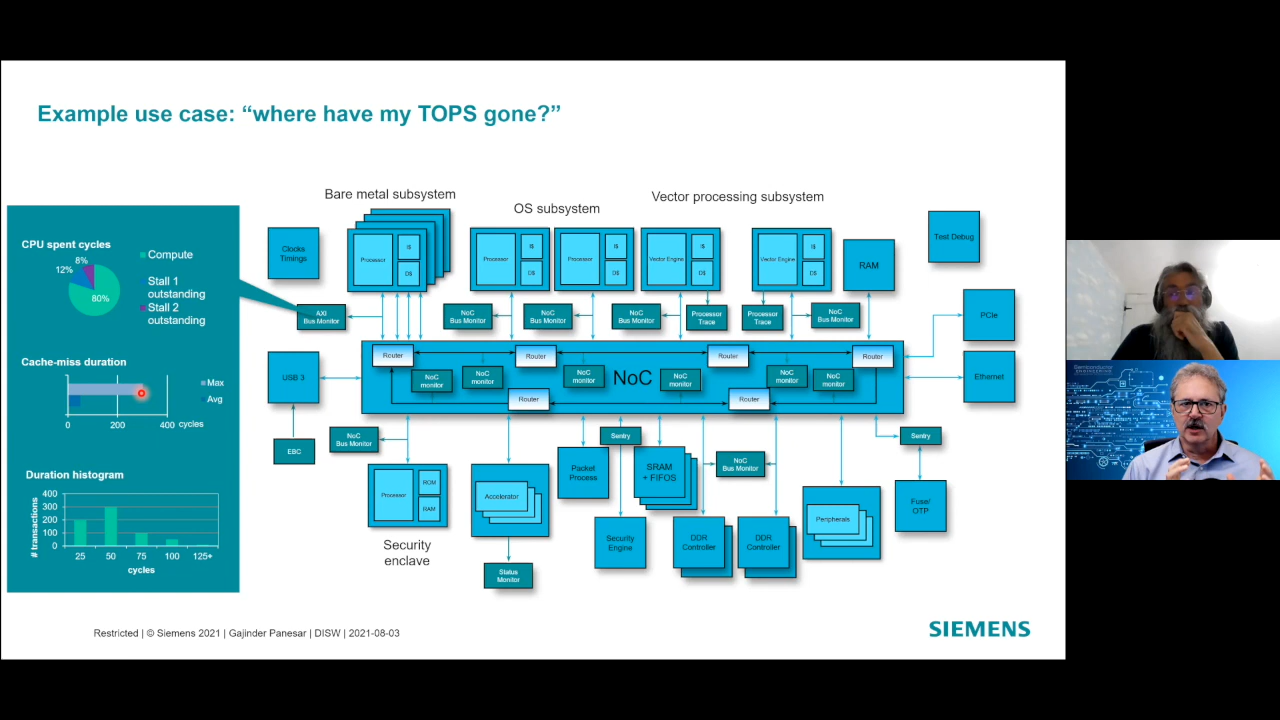 Example use case: “where have my TOPS gone?”
Bare metal subsystem
OS subsystem
Vector processing subsystem
CPU spent cycles
8%
12%
80%
Compute
Stall 1
outstanding
Stall 2
outstanding
Cache-miss duration
Max
Avg
0
200
400
cycles
Duration histogram
# transactions
400
300
200
100
0
25
50
75
100
125+
cycles
Clocks
Timings
Processor
I$
D$
Processor
I$
D$
Processor
I$
D$
Vector Engine
I$
D$
Vector Engine
I$
D$
RAM
Test Debug
AXI
Bus Monitor
NoC
Bus Monitor
NoC
Bus Monitor
NoC
Bus Monitor
Processor
Trace
Processor
Trace
NoC
Bus Monitor
PCIe
Router
Router
Router
Router
USB 3
NoC
monitor
NoC
monitor
NoC
monitor
NoC
NoC
monitor
NoC
monitor
NoC
monitor
Ethernet
Router
Router
EBC
NoC
Bus Monitor
Sentry
Sentry
Processor
ROM
RAM
Accelerator
Packet
Process
SRAM
+ FIFOS
NoC
Bus Monitor
Fuse/
OTP
Peripherals
Security
Engine
DDR
Controller
DDR
Controller
Security
enclave
Status
Monitor
Restricted | © Siemens 2021 | Gajinder Panesar | DISW | 2021-08-03
SIEMENS
Semiconductor
ENGINEERING